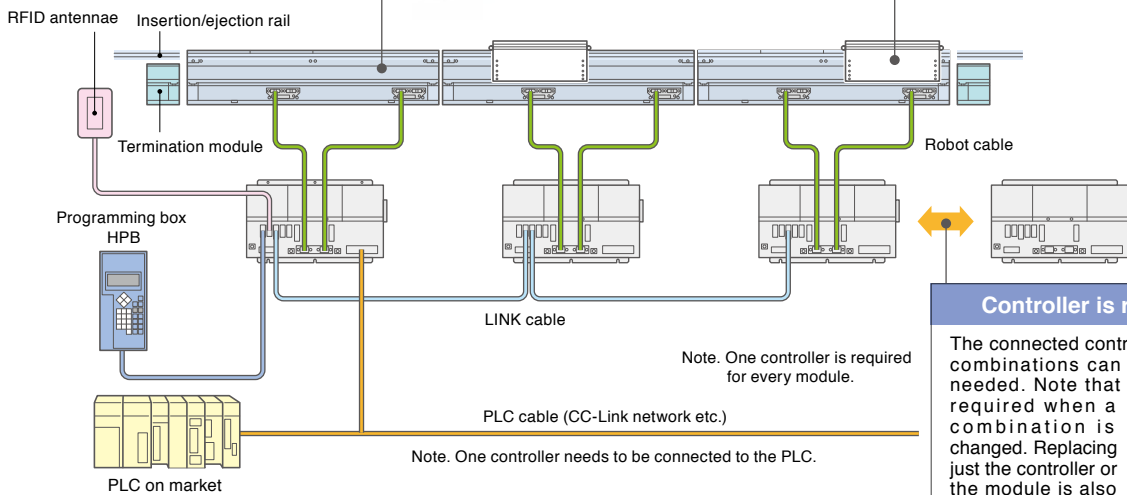 RFID antennae
Insertion/ejection rail
Termination module
Robot cable
Programming box
HPB
LINK cable
Note. One controller is required
for every module.
PLC cable (CC-Link network etc.)
Note. One controller needs to be connected to the PLC.
PLC on market
Controller is
The connected
combinations can
needed. Note that
required when a
combination is
changed. Replacing
just the controller or
the module is also